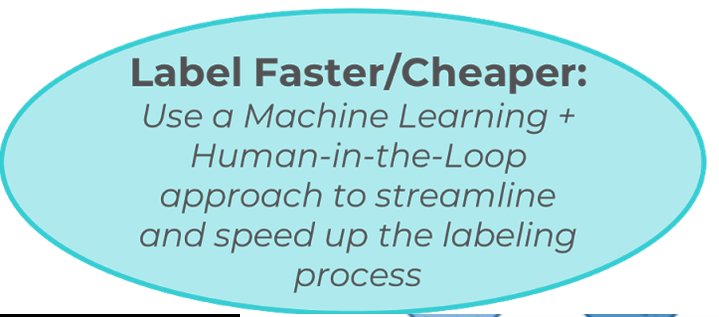 Label Faster/Cheaper:
Use a Machine Learning +
Human-in-the-Loop
approach to streamline
and speed up the labeling
process